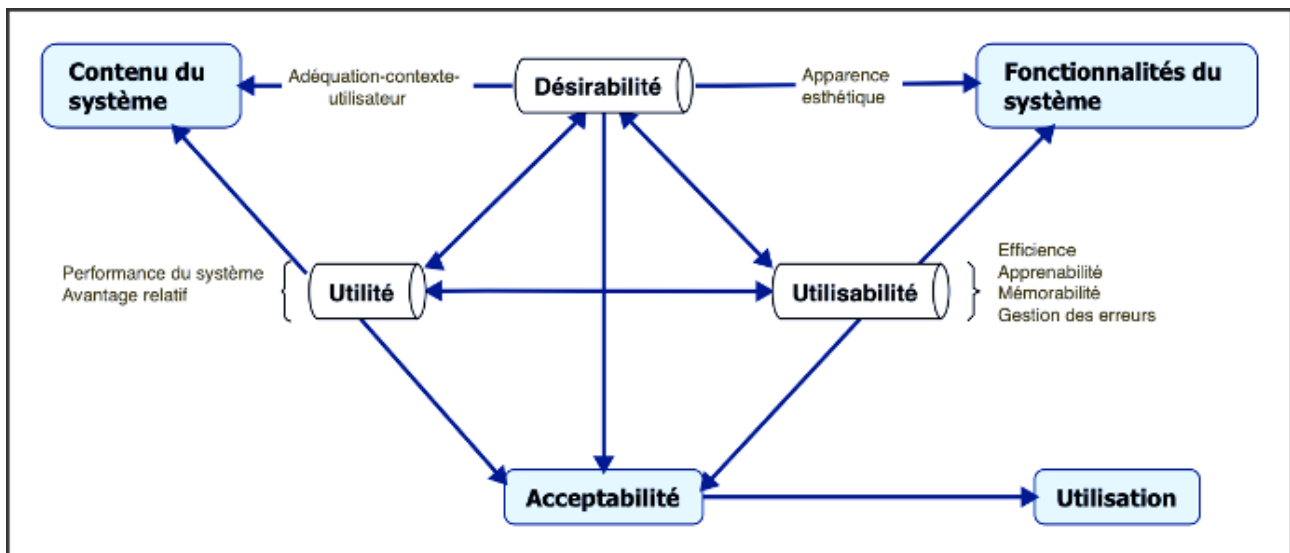 Contenu du
système
Adéquation-contexte-
utilisateur
Désirabilité
Apparence
esthétique
Fonctionnalités du
système
Performance du système
Avantage relatif
Utilité
Utilisabilité
Efficience
Apprenabilité
Mémorabilité
Gestion des erreurs
Acceptabilité
Utilisation